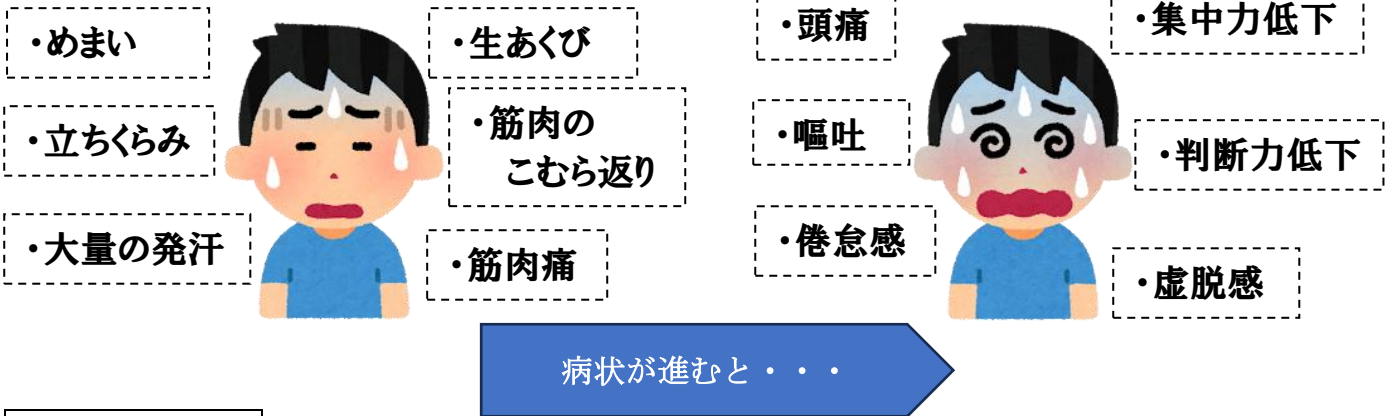 ・めまい
・立ちくらみ
・大量の発汗
・生あくび
・筋肉の
こむら返り
・筋肉痛
・頭痛
・嘔吐
・倦怠感
・集中力低下
・判断力低下
・虚脱感
病状が進むと・・・